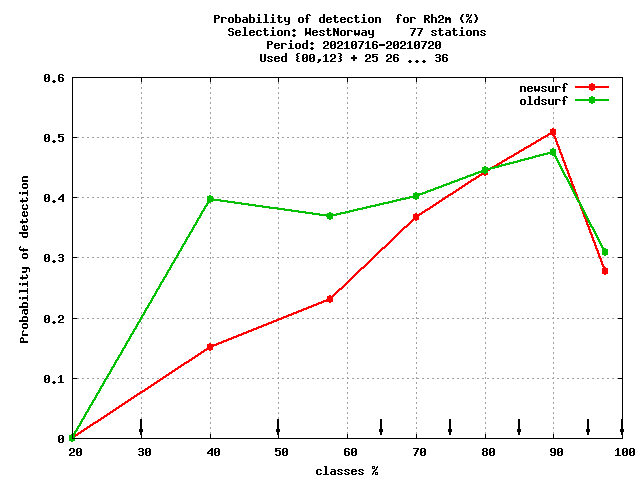 Probability of detection  for Rh2m (%)
Selection: WestNorway     77 stations
Period: 20210716-20210720
Used {00,12} + 25 26 ... 36
newsurf
oldsurf
0.6
0.5
0.4
0.3
0.2
0.1
0
Probability of detection
20 30 40 50 60 70 80 90 100
classes %